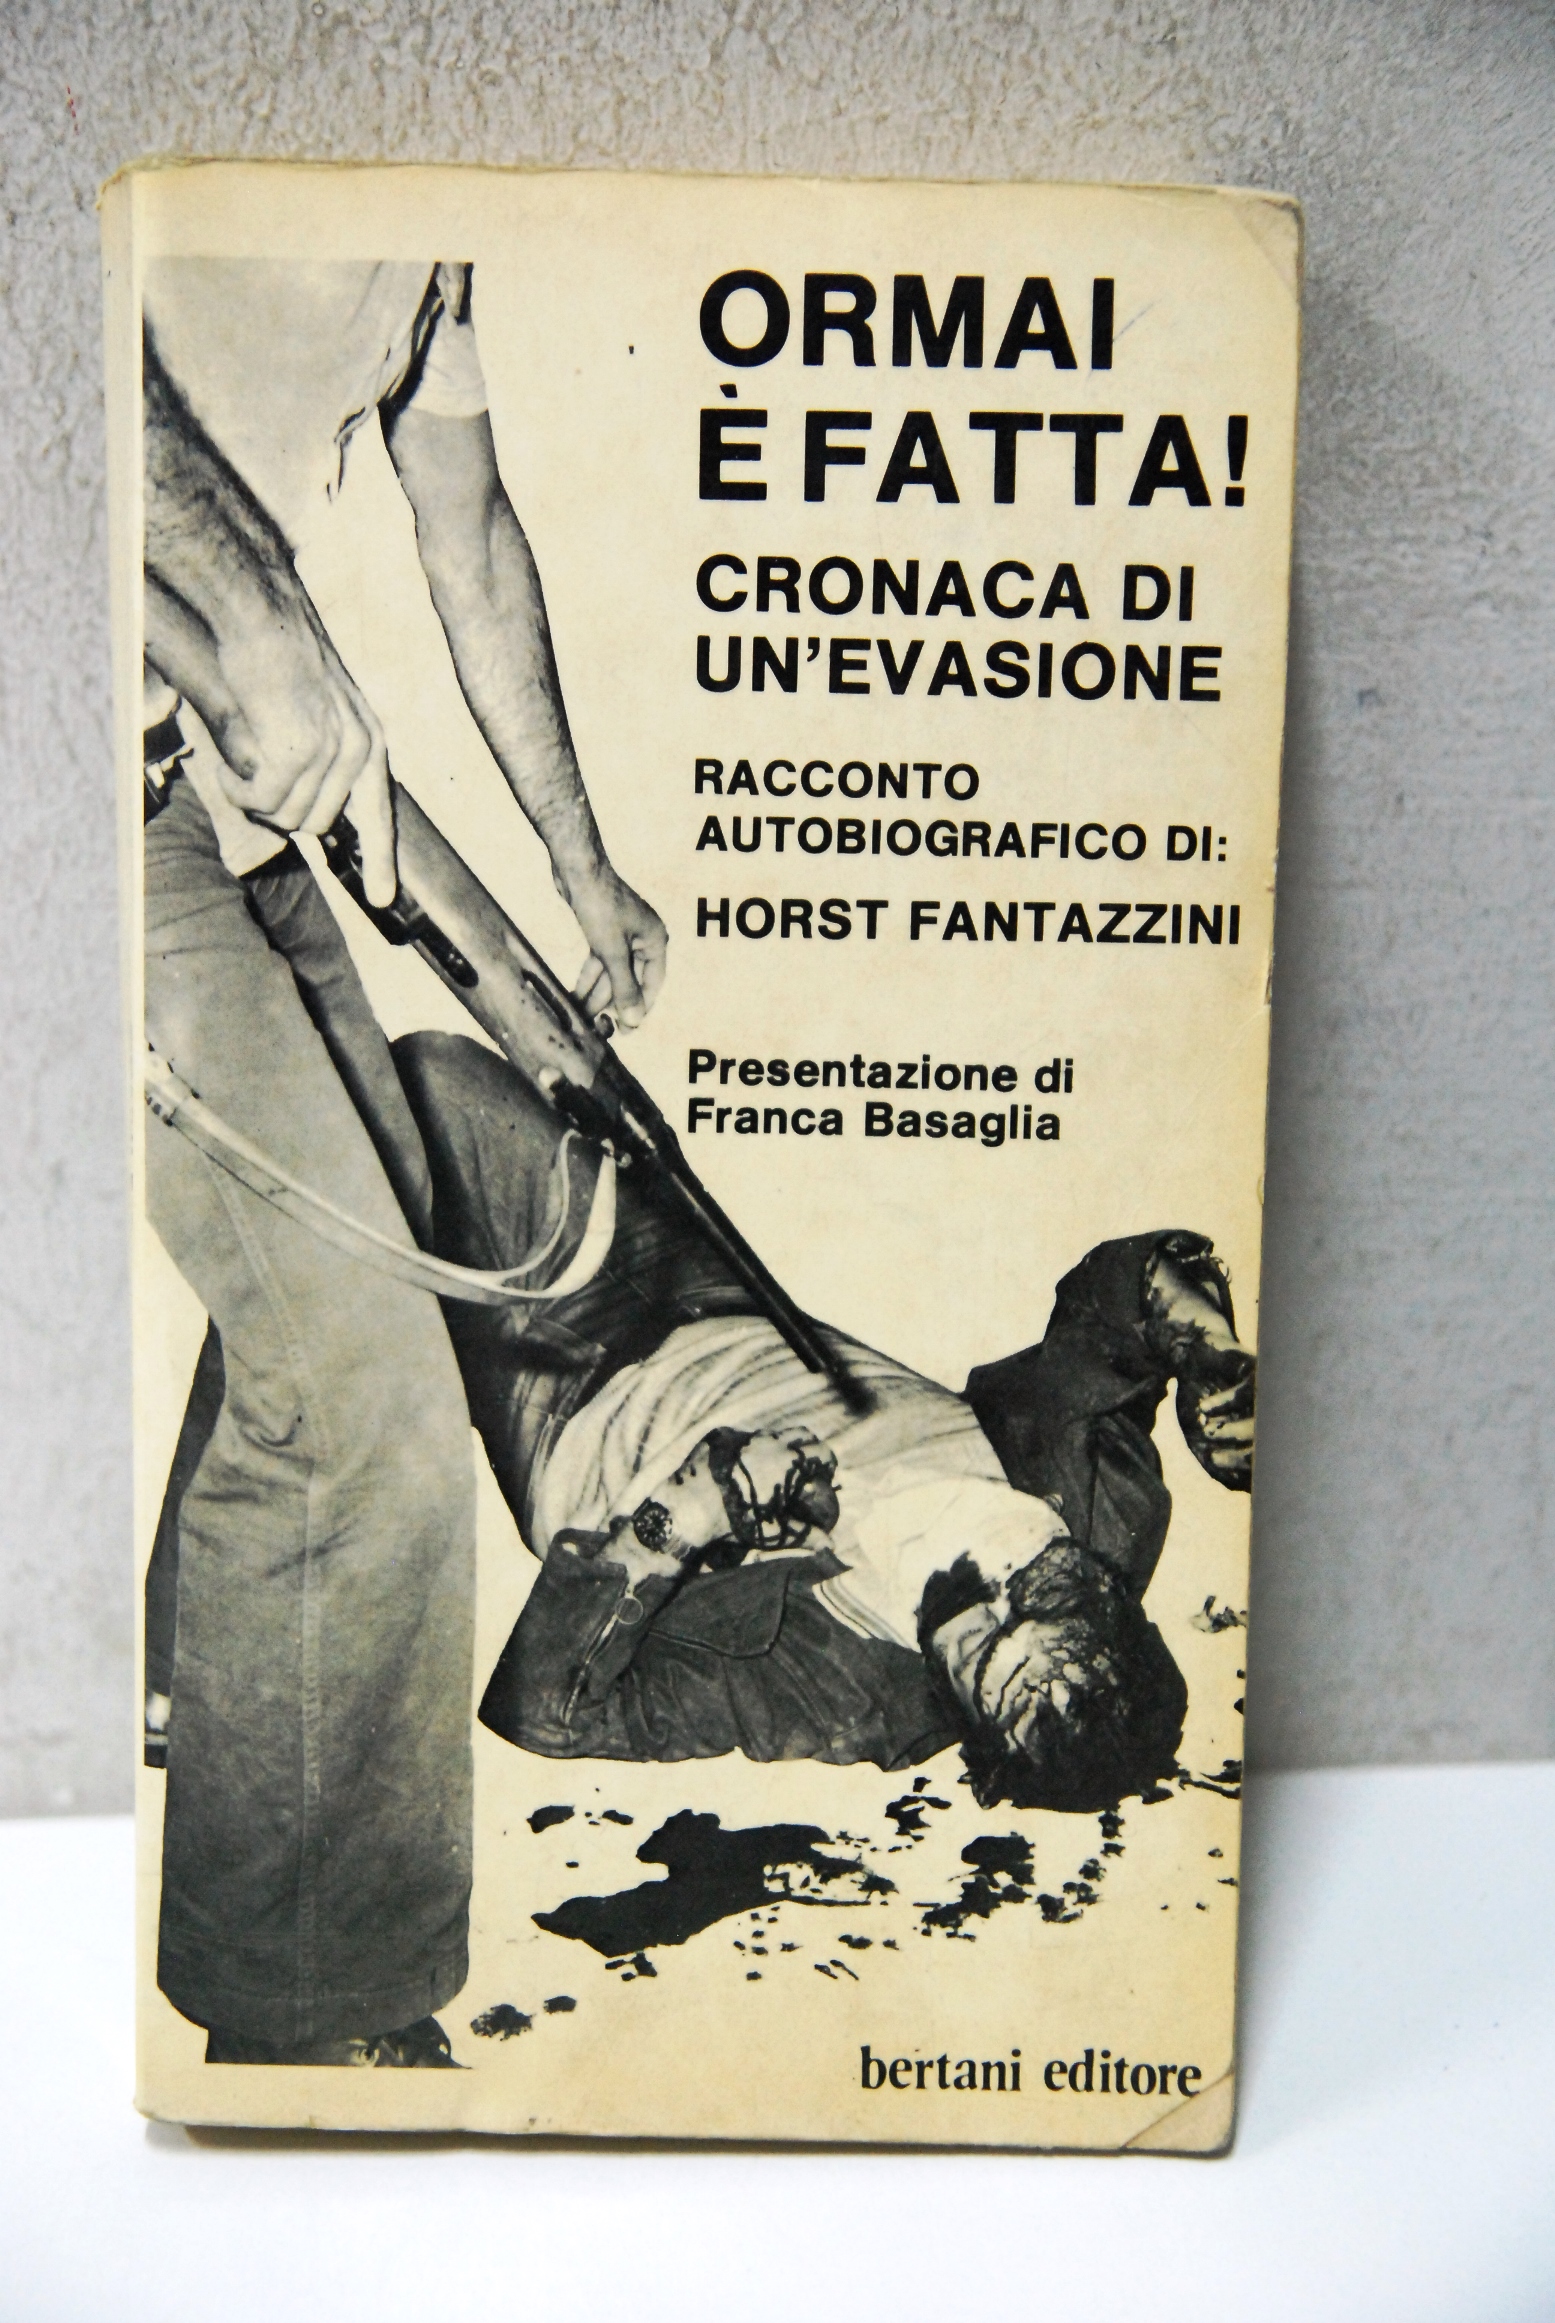 ORMAI
È FATTA!
CRONACA DI
UN'EVASIONE
RACCONTO
AUTOBIOGRAFICO DI:
HORST FANTAZZINI
Presentazione di
Franca Basaglia
bertani editore